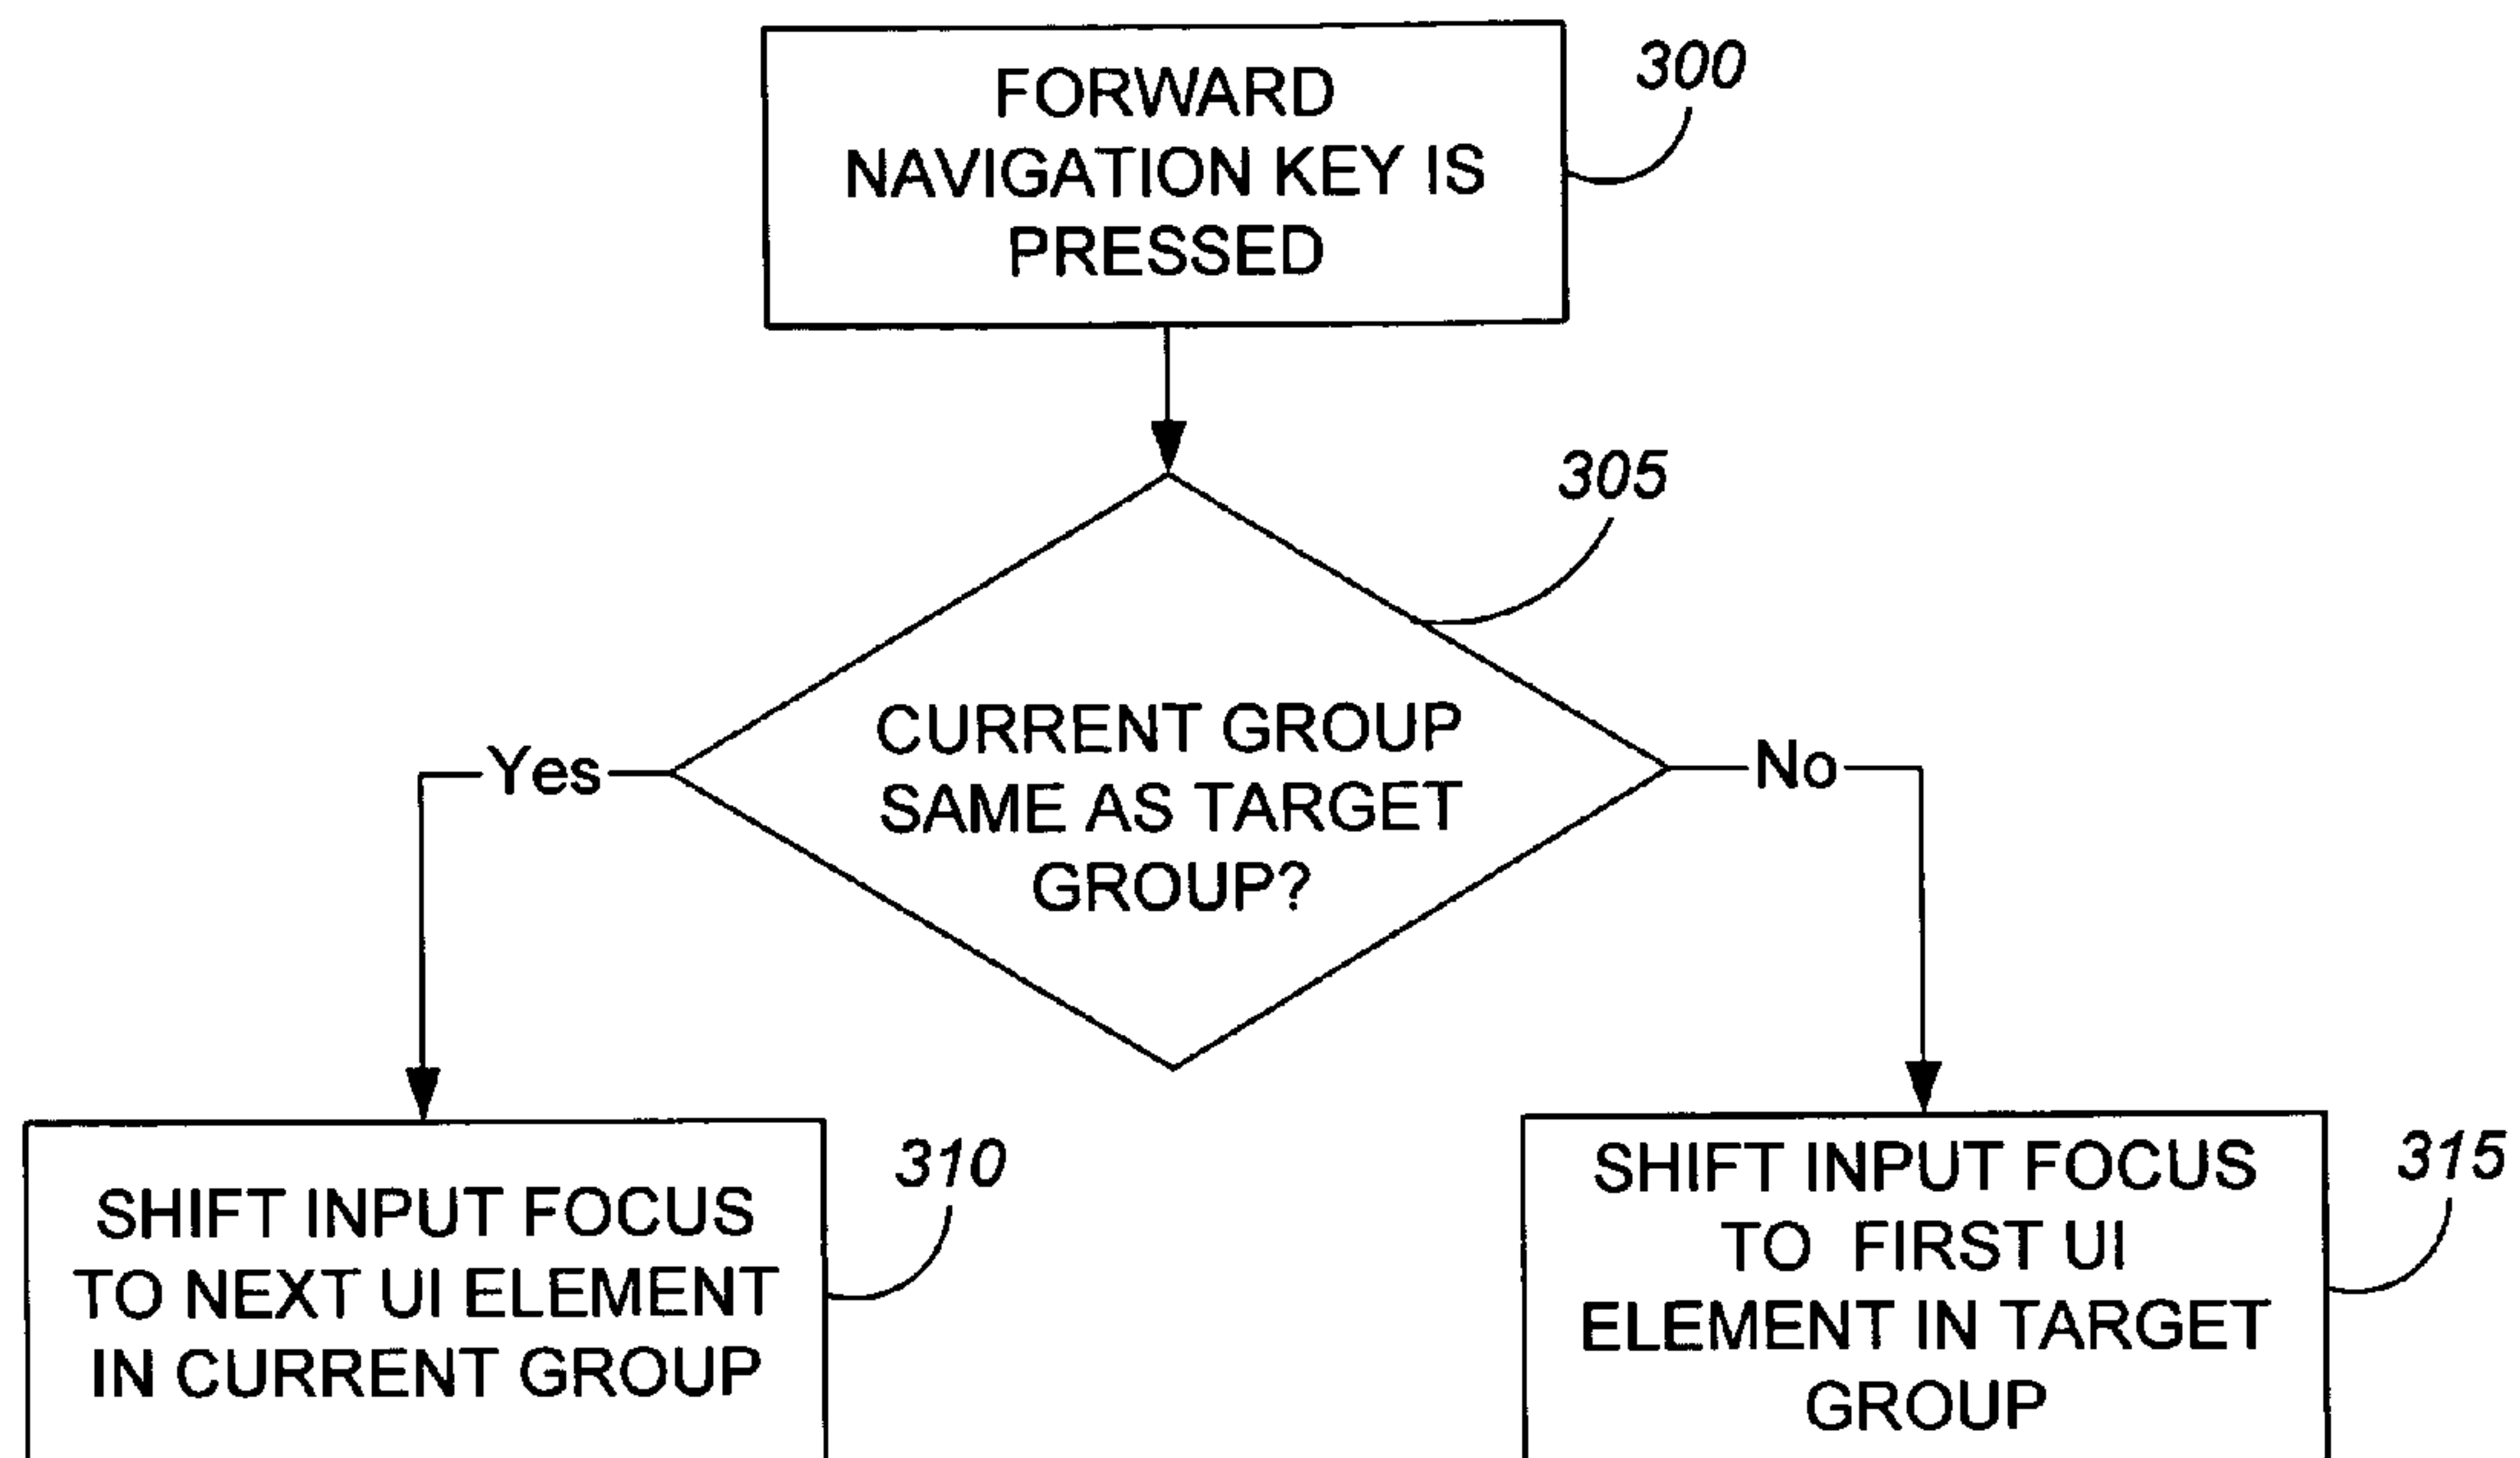 FORWARD
NAVIGATION KEY IS
PRESSED
300
305
CURRENT GROUP
SAME AS TARGET
GROUP?
Yes
No
SHIFT INPUT FOCUS
TO NEXT UI ELEMENT
IN CURRENT GROUP
310
SHIFT INPUT FOCUS
TO FIRST UI
ELEMENT IN TARGET
GROUP
315